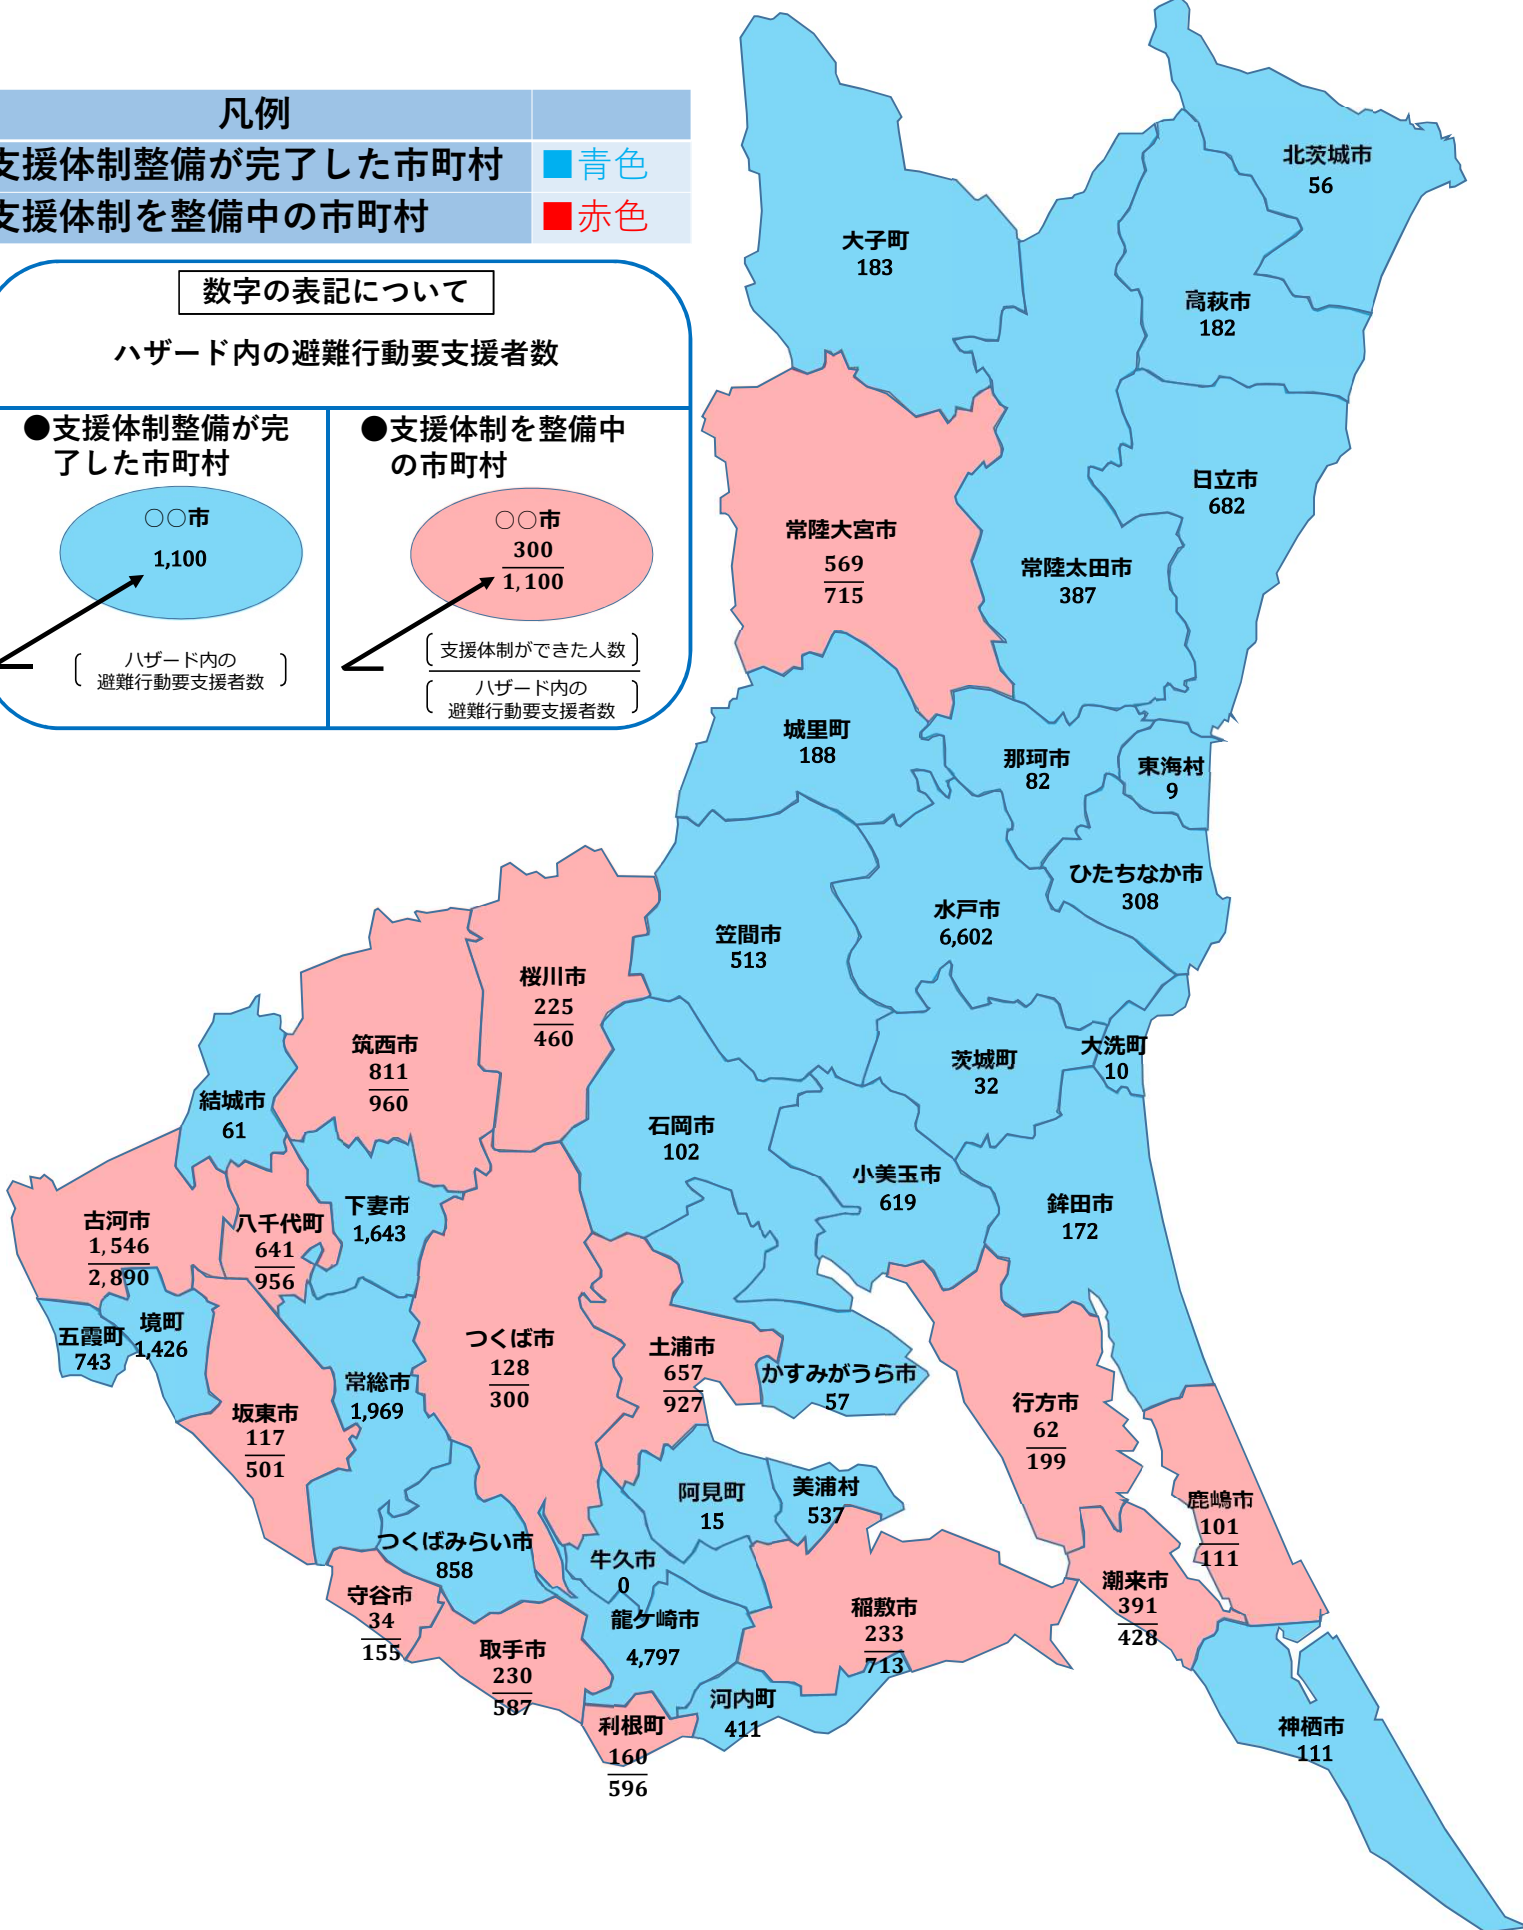 凡例
支援体制整備が完了した市町村 ■青色
支援体制を整備中の市町村 ■赤色
数字の表記について
ハザード内の避難行動要支援者数
●支援体制整備が完
了した市町村
○○市
1,100
ハザード内の
避難行動要支援者数
●支援体制を整備中
の市町村
○○市
300
1,100
支援体制ができた人数
ハザード内の
避難行動要支援者数
北茨城市
56
大子町
183
高萩市
182
日立市
682
常陸大宮市
569
715
常陸太田市
387
城里町
188
那珂市
82
東海村
9
ひたちなか市
308
水戸市
6,602
笠間市
513
桜川市
225
460
筑西市
811
960
茨城町
32
大洗町
10
結城市
61
石岡市
102
小美玉市
619
鉾田市
172
古河市
1,546
2,890
八千代町
641
956
下妻市
1,643
五霞町
743
境町
1,426
つくば市
128
300
土浦市
657
927
かすみがうら市
57
常総市
1,969
坂東市
117
501
行方市
62
199
阿見町
15
美浦村
537
鹿嶋市
101
111
つくばみらい市
858
牛久市
0
守谷市
34
155
龍ケ崎市
4,797
稲敷市
233
713
潮来市
391
428
取手市
230
587
利根町
160
596
河内町
411
神栖市
111